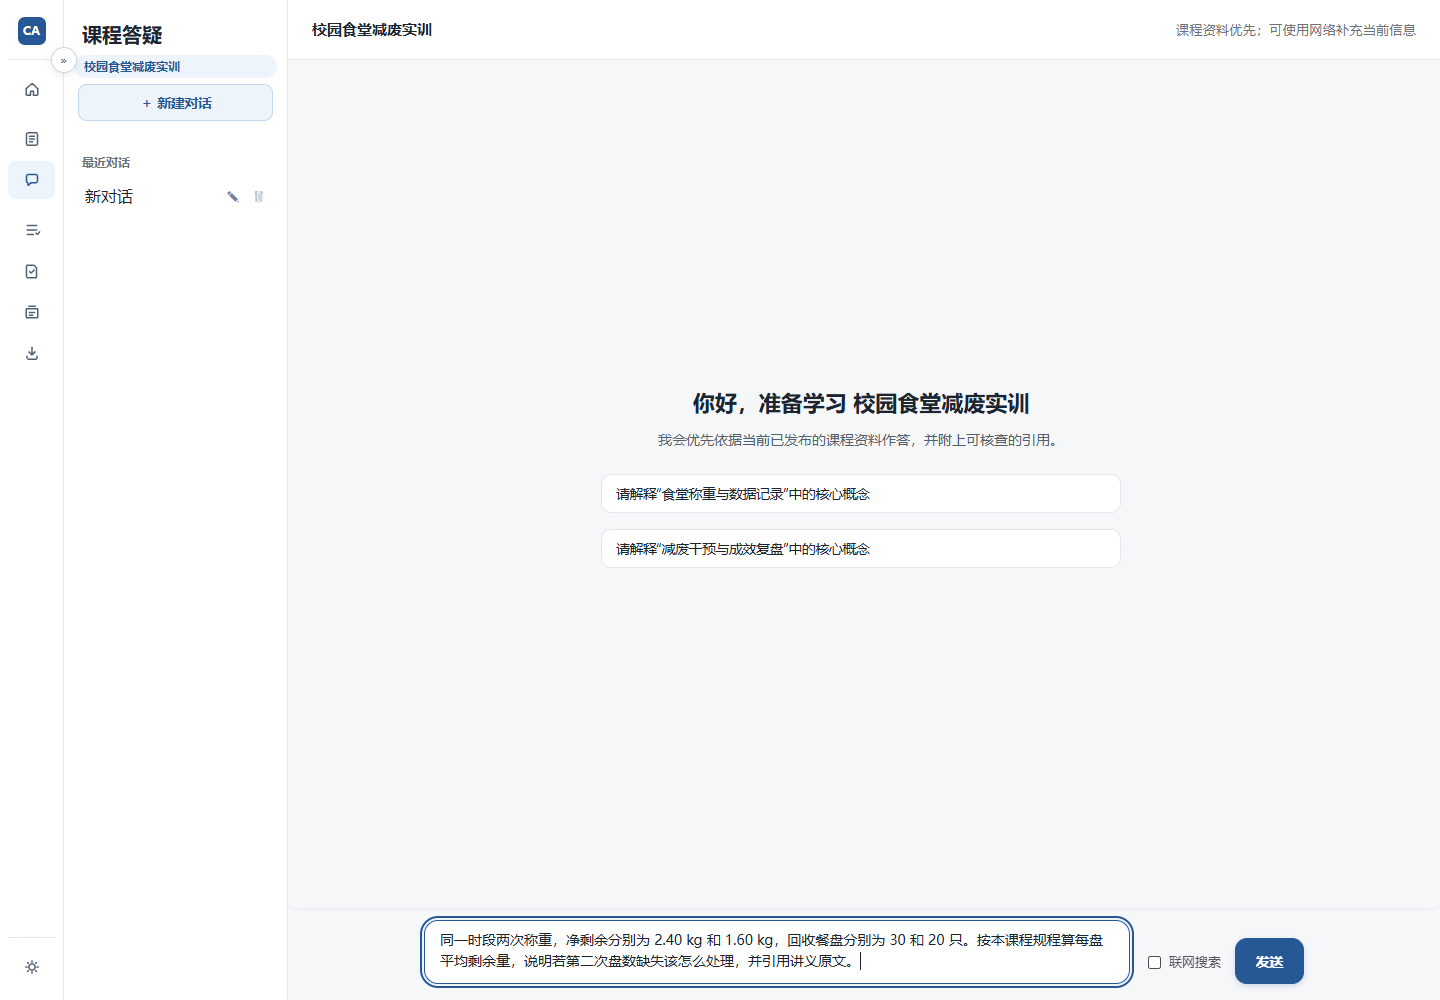 CA
»
课程答疑
校园食堂减废实训
+ 新建对话
最近对话
新对话
校园食堂减废实训
课程资料优先；可使用网络补充当前信息
你好，准备学习 校园食堂减废实训
我会优先依据当前已发布的课程资料作答，并附上可核查的引用。
请解释“食堂称重与数据记录”中的核心概念
请解释“减废干预与成效复盘”中的核心概念
同一时段两次称重，净剩余分别为 2.40 kg 和 1.60 kg，回收餐盘分别为 30 和 20 只。按本课程规程算每盘
平均剩余量，说明若第二次盘数缺失该怎么处理，并引用讲义原文。
联网搜索
发送